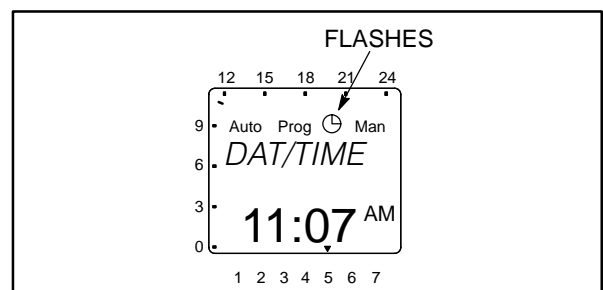 FLASHES
12 15 18 21 24
9 Auto Prog Man
6 DAT/TIME
3 11:07 AM
0
1 2 3 4 5 6 7